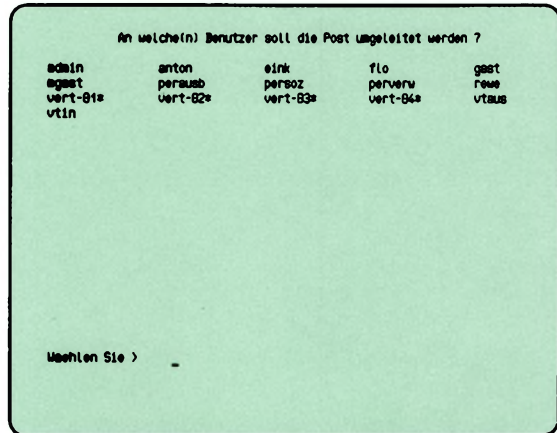 An welche(n) Benutzer soll die Post umgeleitet werden ?
admin anton eink flo gast
mgast perausb persoz perverw rewe
vert-01* vert-02* vert-03* vert-04* vtaus
vtin
Waehlen Sie >